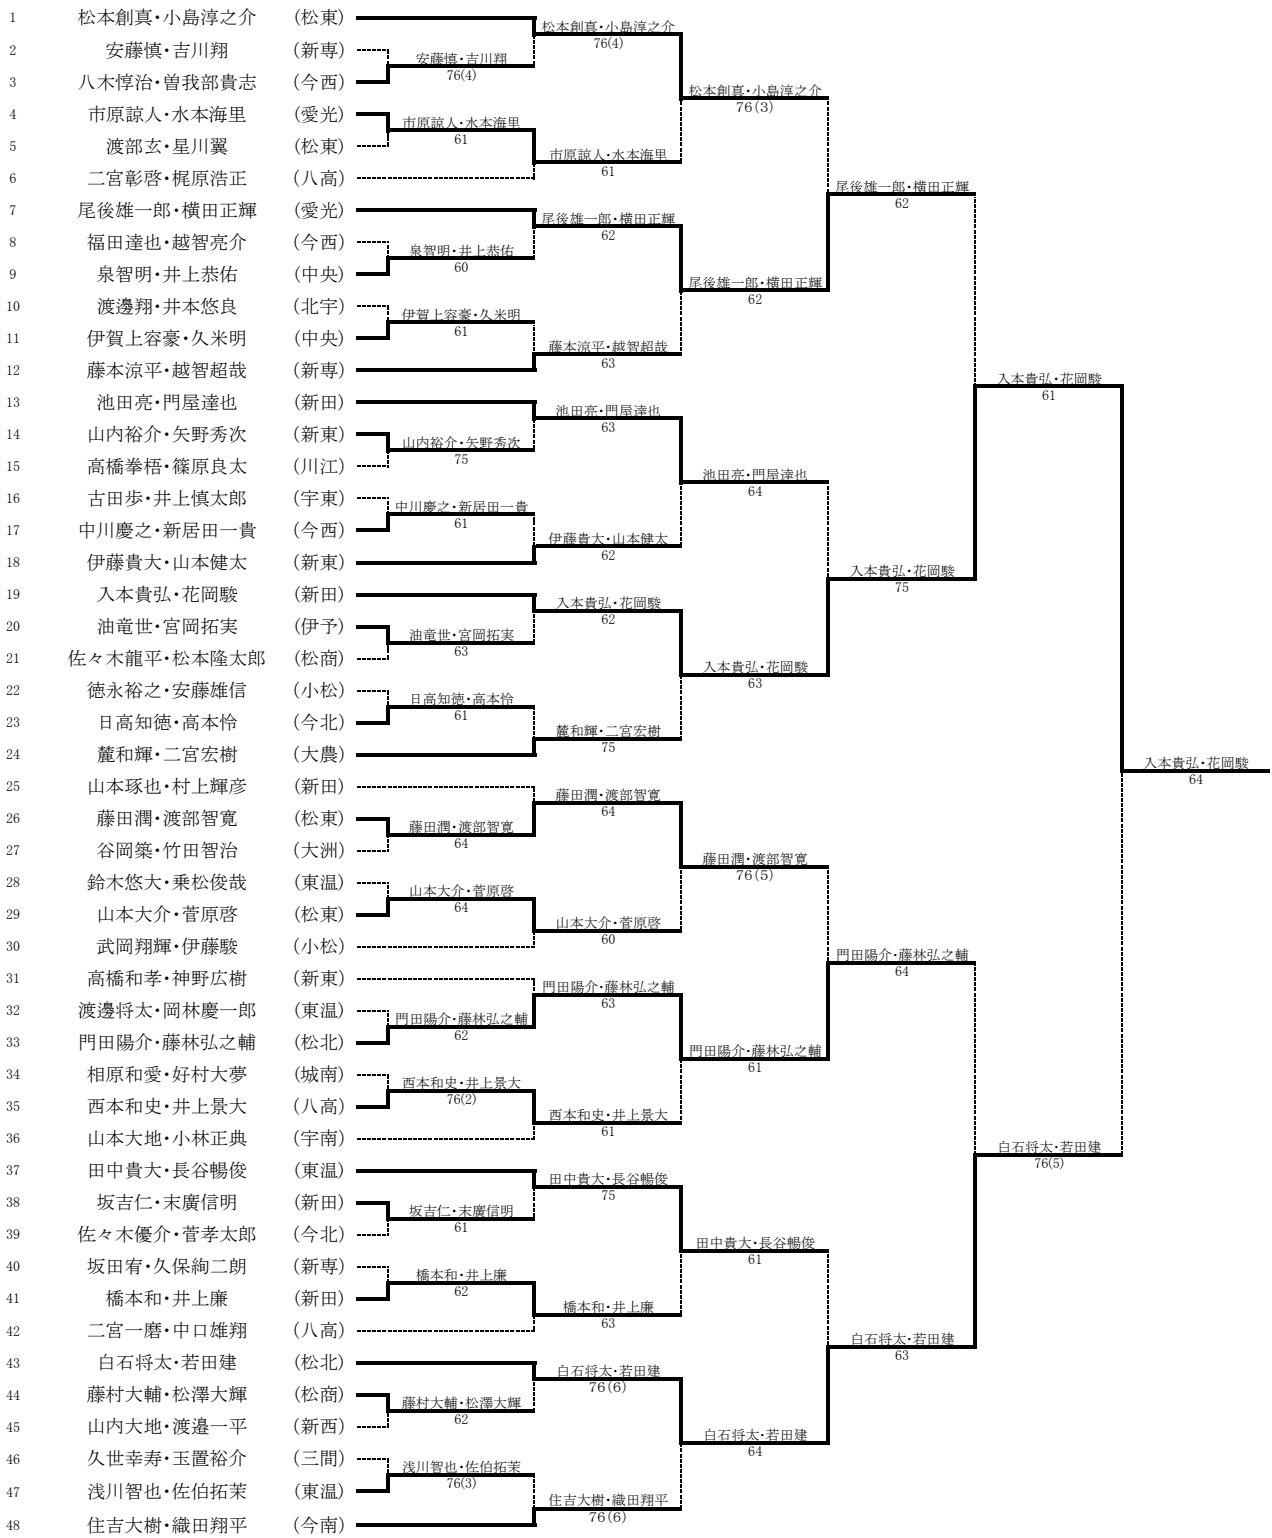 1 松本創真・小島淳之介 (松東)
2 安藤慎・吉川翔 (新専)
3 八木惇治・曽我部貴志 (今西)
4 市原諒人・水本海里 (愛光)
5 渡部玄・星川翼 (松東)
6 二宮彰啓・梶原浩正 (八高)
7 尾後雄一郎・横田正輝 (愛光)
8 福田達也・越智亮介 (今西)
9 泉智明・井上恭佑 (中央)
10 渡邊翔・井本悠良 (北宇)
11 伊賀上容豪・久米明 (中央)
12 藤本涼平・越智超哉 (新専)
13 池田亮・門屋達也 (新田)
14 山内裕介・矢野秀次 (新東)
15 高橋拳梧・篠原良太 (川江)
16 古田歩・井上慎太郎 (宇東)
17 中川慶之・新居田一貴 (今西)
18 伊藤貴大・山本健太 (新東)
19 入本貴弘・花岡駿 (新田)
20 油竜世・宮岡拓実 (伊予)
21 佐々木龍平・松本隆太郎 (松商)
22 徳永裕之・安藤雄信 (小松)
23 日高知徳・高本怜 (今北)
24 麓和輝・二宮宏樹 (大農)
25 山本琢也・村上輝彦 (新田)
26 藤田潤・渡部智寛 (松東)
27 谷岡築・竹田智治 (大洲)
28 鈴木悠大・乗松俊哉 (東温)
29 山本大介・菅原啓 (松東)
30 武岡翔輝・伊藤駿 (小松)
31 高橋和孝・神野広樹 (新東)
32 渡邊将太・岡林慶一郎 (東温)
33 門田陽介・藤林弘之輔 (松北)
34 相原和愛・好村大夢 (城南)
35 西本和史・井上景大 (八高)
36 山本大地・小林正典 (宇南)
37 田中貴大・長谷暢俊 (東温)
38 坂吉仁・末廣信明 (新田)
39 佐々木優介・菅孝太郎 (今北)
40 坂田宥・久保絢二朗 (新専)
41 橋本和・井上廉 (新田)
42 二宮一磨・中口雄翔 (八高)
43 白石将太・若田建 (松北)
44 藤村大輔・松澤大輝 (松商)
45 山内大地・渡邉一平 (新西)
46 久世幸寿・玉置裕介 (三間)
47 浅川智也・佐伯拓茉 (東温)
48 住吉大樹・織田翔平 (今南)
安藤慎・吉川翔
76(4)
市原諒人・水本海里
61
泉智明・井上恭佑
60
伊賀上容豪・久米明
61
山内裕介・矢野秀次
75
中川慶之・新居田一貴
61
油竜世・宮岡拓実
63
日高知徳・高本怜
61
藤田潤・渡部智寛
64
山本大介・菅原啓
64
門田陽介・藤林弘之輔
62
西本和史・井上景大
76(2)
坂吉仁・末廣信明
61
橋本和・井上廉
62
藤村大輔・松澤大輝
62
浅川智也・佐伯拓茉
76(3)
松本創真・小島淳之介
76(4)
市原諒人・水本海里
61
尾後雄一郎・横田正輝
62
藤本涼平・越智超哉
63
池田亮・門屋達也
63
伊藤貴大・山本健太
62
入本貴弘・花岡駿
62
麓和輝・二宮宏樹
75
藤田潤・渡部智寛
64
山本大介・菅原啓
60
門田陽介・藤林弘之輔
63
西本和史・井上景大
61
田中貴大・長谷暢俊
75
橋本和・井上廉
63
白石将太・若田建
76(6)
住吉大樹・織田翔平
76(6)
松本創真・小島淳之介
76(3)
尾後雄一郎・横田正輝
62
池田亮・門屋達也
64
入本貴弘・花岡駿
63
藤田潤・渡部智寛
76(5)
門田陽介・藤林弘之輔
61
田中貴大・長谷暢俊
61
白石将太・若田建
64
尾後雄一郎・横田正輝
62
入本貴弘・花岡駿
75
門田陽介・藤林弘之輔
64
白石将太・若田建
63
入本貴弘・花岡駿
61
白石将太・若田建
76(5)
入本貴弘・花岡駿
64